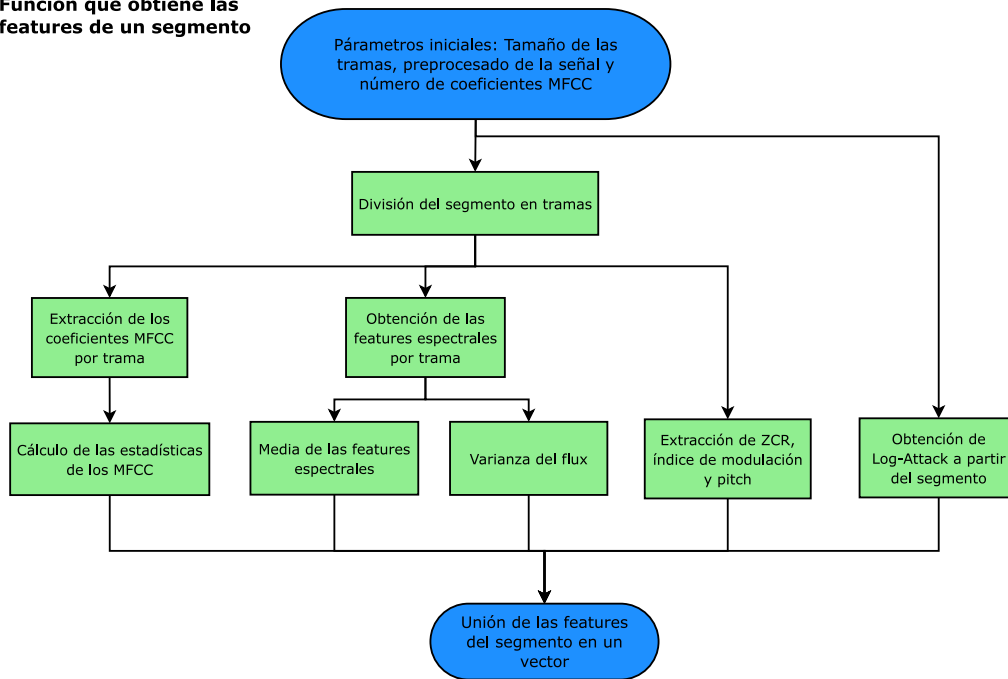 Función que obtiene las
features de un segmento
Párametros iniciales: Tamaño de las
tramas, preprocesado de la señal y
número de coeficientes MFCC
División del segmento en tramas
Extracción de los
coeficientes MFCC
por trama
Obtención de las
features espectrales
por trama
Cálculo de las estadísticas
de los MFCC
Media de las features
espectrales
Varianza del flux
Extracción de ZCR,
índice de modulación
y pitch
Obtención de
Log-Attack a partir
del segmento
Unión de las features
del segmento en un
vector